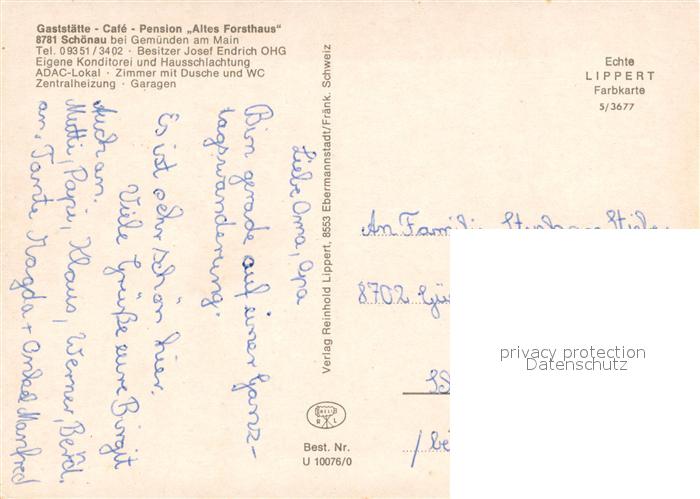 Gaststätte - Café - Pension „Altes Forsthaus"
8781 Schönau bei Gemünden am Main
Tel. 09351/3402 · Besitzer Josef Endrich OHG
Eigene Konditorei und Hausschlachtung
ADAC-Lokal · Zimmer mit Dusche und WC
Zentralheizung · Garagen
Liebe Oma, Opa
Bin gerade auf einer Ganz-
tagswanderung.
Es ist sehr schön hier.
Viele Grüße eure Birgit
Auch an.
Mutti, Papi, Klaus, Werner, Bernd.
an, Tante Magda + Onkel Manfred
Verlag Reinhold Lippert, 8553 Ebermannstadt/Fränk. Schweiz
Echte
LIPPERT
Farbkarte
5/3677
An Familie
8702
privacy protection
Datenschutz
R L
Best. Nr.
U 10076/0